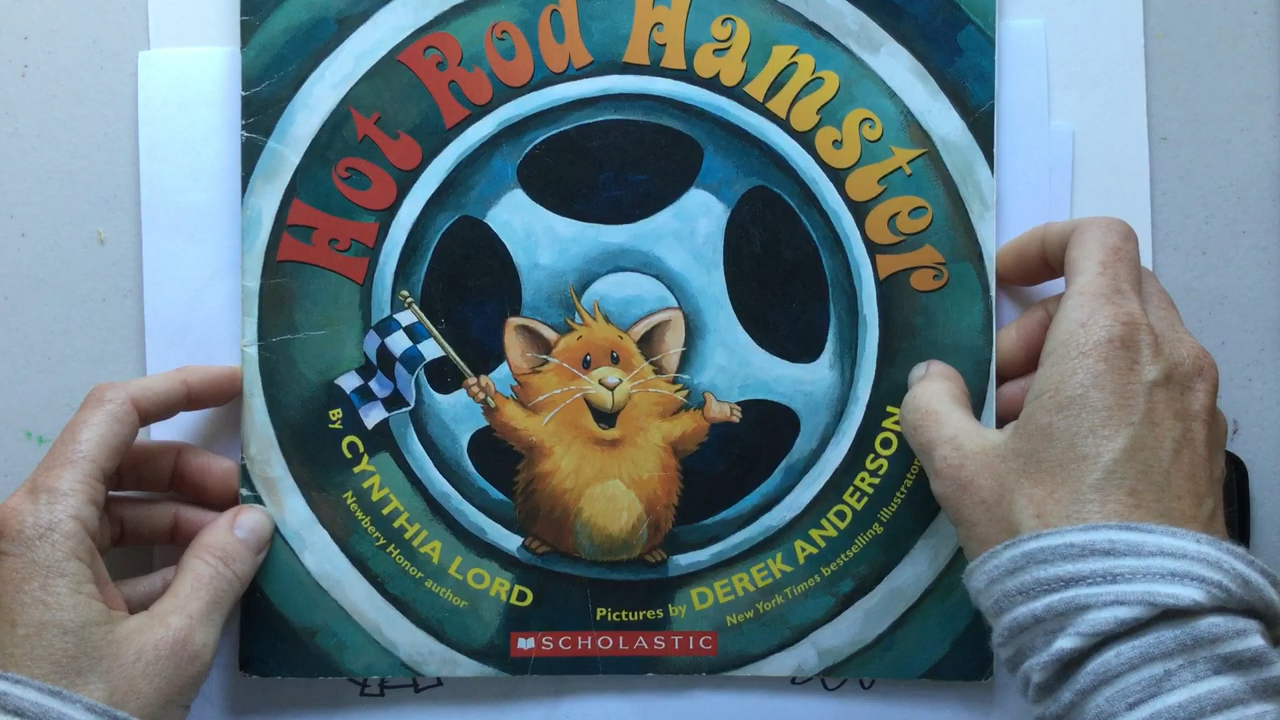 Hot Rod Hamster
By CYNTHIA LORD
Newbery Honor author
Pictures by DEREK ANDERSON
New York Times bestselling illustrator
SCHOLASTIC